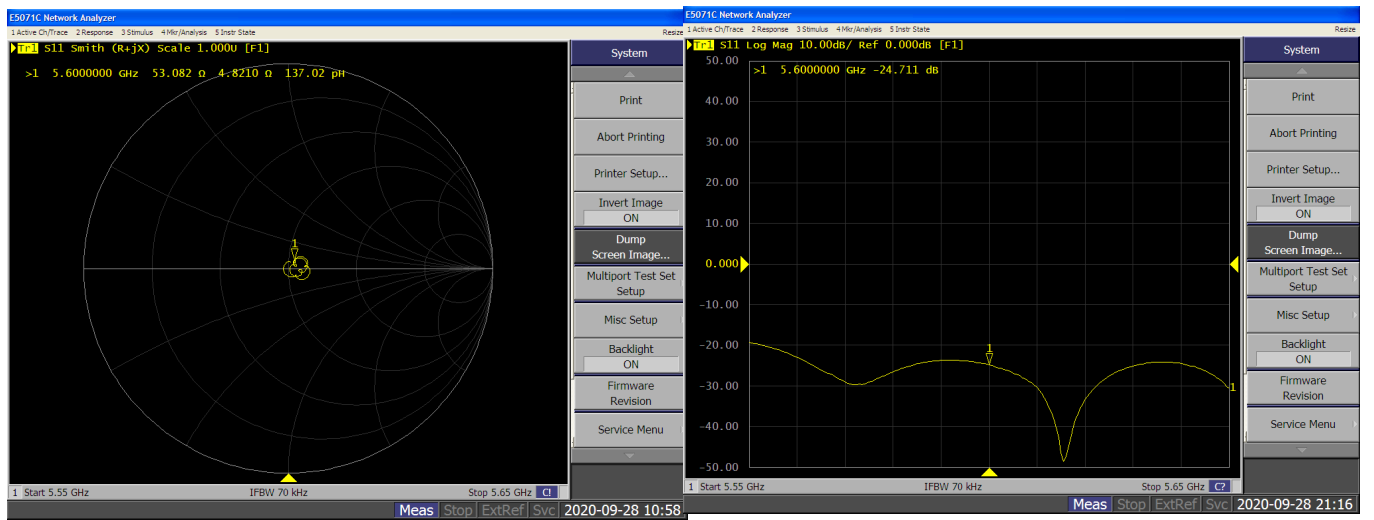 E5071C Network Analyzer
1 Active Ch/Trace 2 Response 3 Stimulus 4 Mkr/Analysis 5 Instr State Resize
Tr1 S11 Smith (R+jX) Scale 1.000U [F1]
>1 5.6000000 GHz 53.082 Ω 4.8210 Ω 137.02 pH
1
System
Print
Abort Printing
Printer Setup...
Invert Image
ON
Dump
Screen Image...
Multiport Test Set
Setup
Misc Setup
Backlight
ON
Firmware
Revision
Service Menu
1 Start 5.55 GHz IFBW 70 kHz Stop 5.65 GHz C!
Meas Stop ExtRef Svc 2020-09-28 10:58
E5071C Network Analyzer
1 Active Ch/Trace 2 Response 3 Stimulus 4 Mkr/Analysis 5 Instr State Resize
Tr1 S11 Log Mag 10.00dB/ Ref 0.000dB [F1]
50.00
>1 5.6000000 GHz -24.711 dB
40.00
30.00
20.00
10.00
0.000
-10.00
-20.00
1
-30.00
1
-40.00
-50.00
System
Print
Abort Printing
Printer Setup...
Invert Image
ON
Dump
Screen Image...
Multiport Test Set
Setup
Misc Setup
Backlight
ON
Firmware
Revision
Service Menu
1 Start 5.55 GHz IFBW 70 kHz Stop 5.65 GHz C?
Meas Stop ExtRef Svc 2020-09-28 21:16